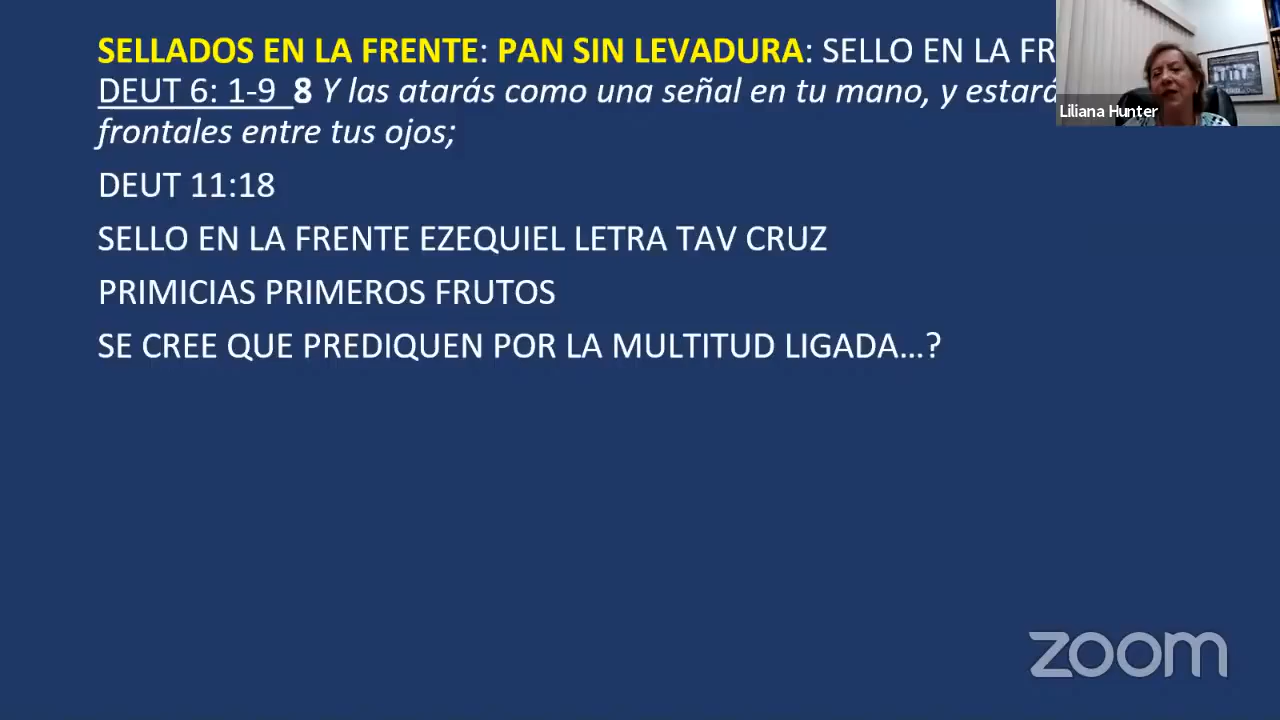 SELLADOS EN LA FRENTE: PAN SIN LEVADURA: SELLO EN LA
DEUT 6: 1-9 8 Y las atarás como una señal en tu mano, y
frontales entre tus ojos;
DEUT 11:18
SELLO EN LA FRENTE EZEQUIEL LETRA TAV CRUZ
PRIMICIAS PRIMEROS FRUTOS
SE CREE QUE PREDIQUEN POR LA MULTITUD LIGADA...?
Liliana Hunter
zoom